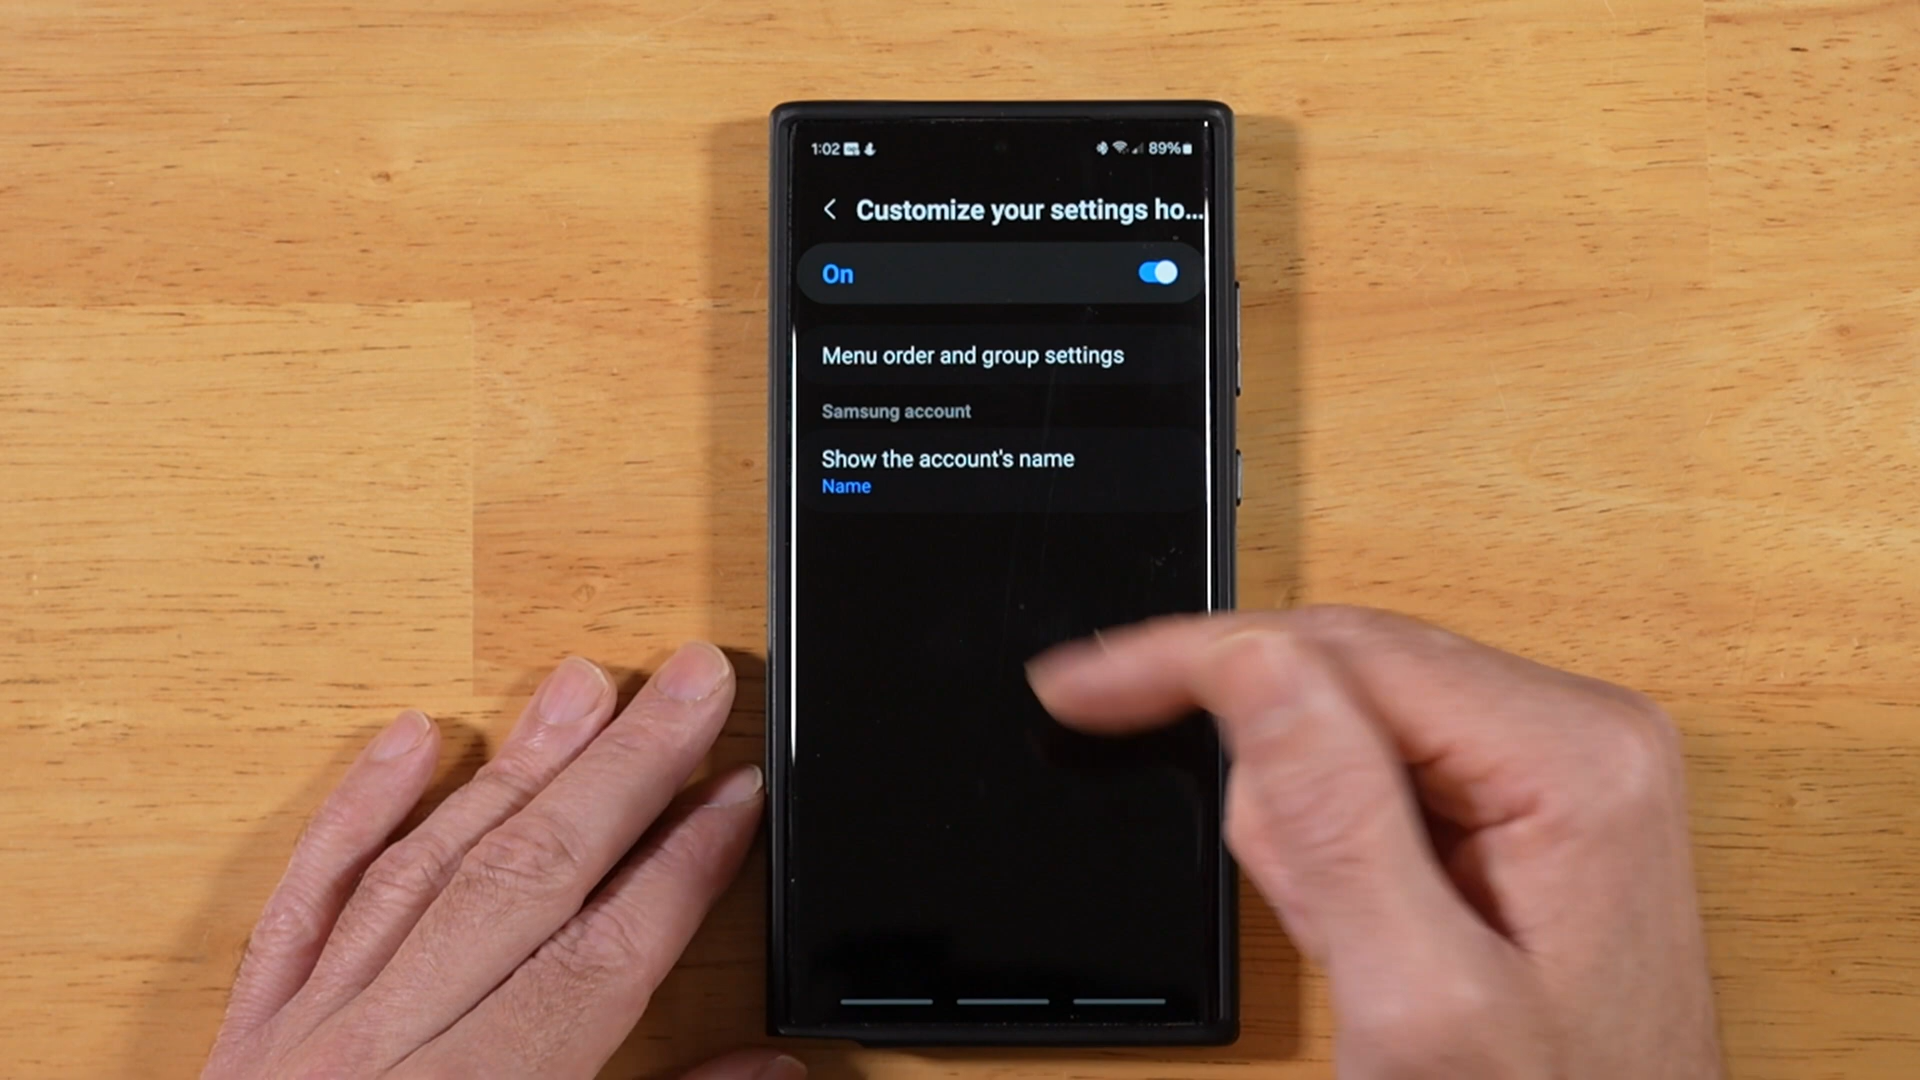 1:02
89%
Customize your settings ho...
On
Menu order and group settings
Samsung account
Show the account's name
Name